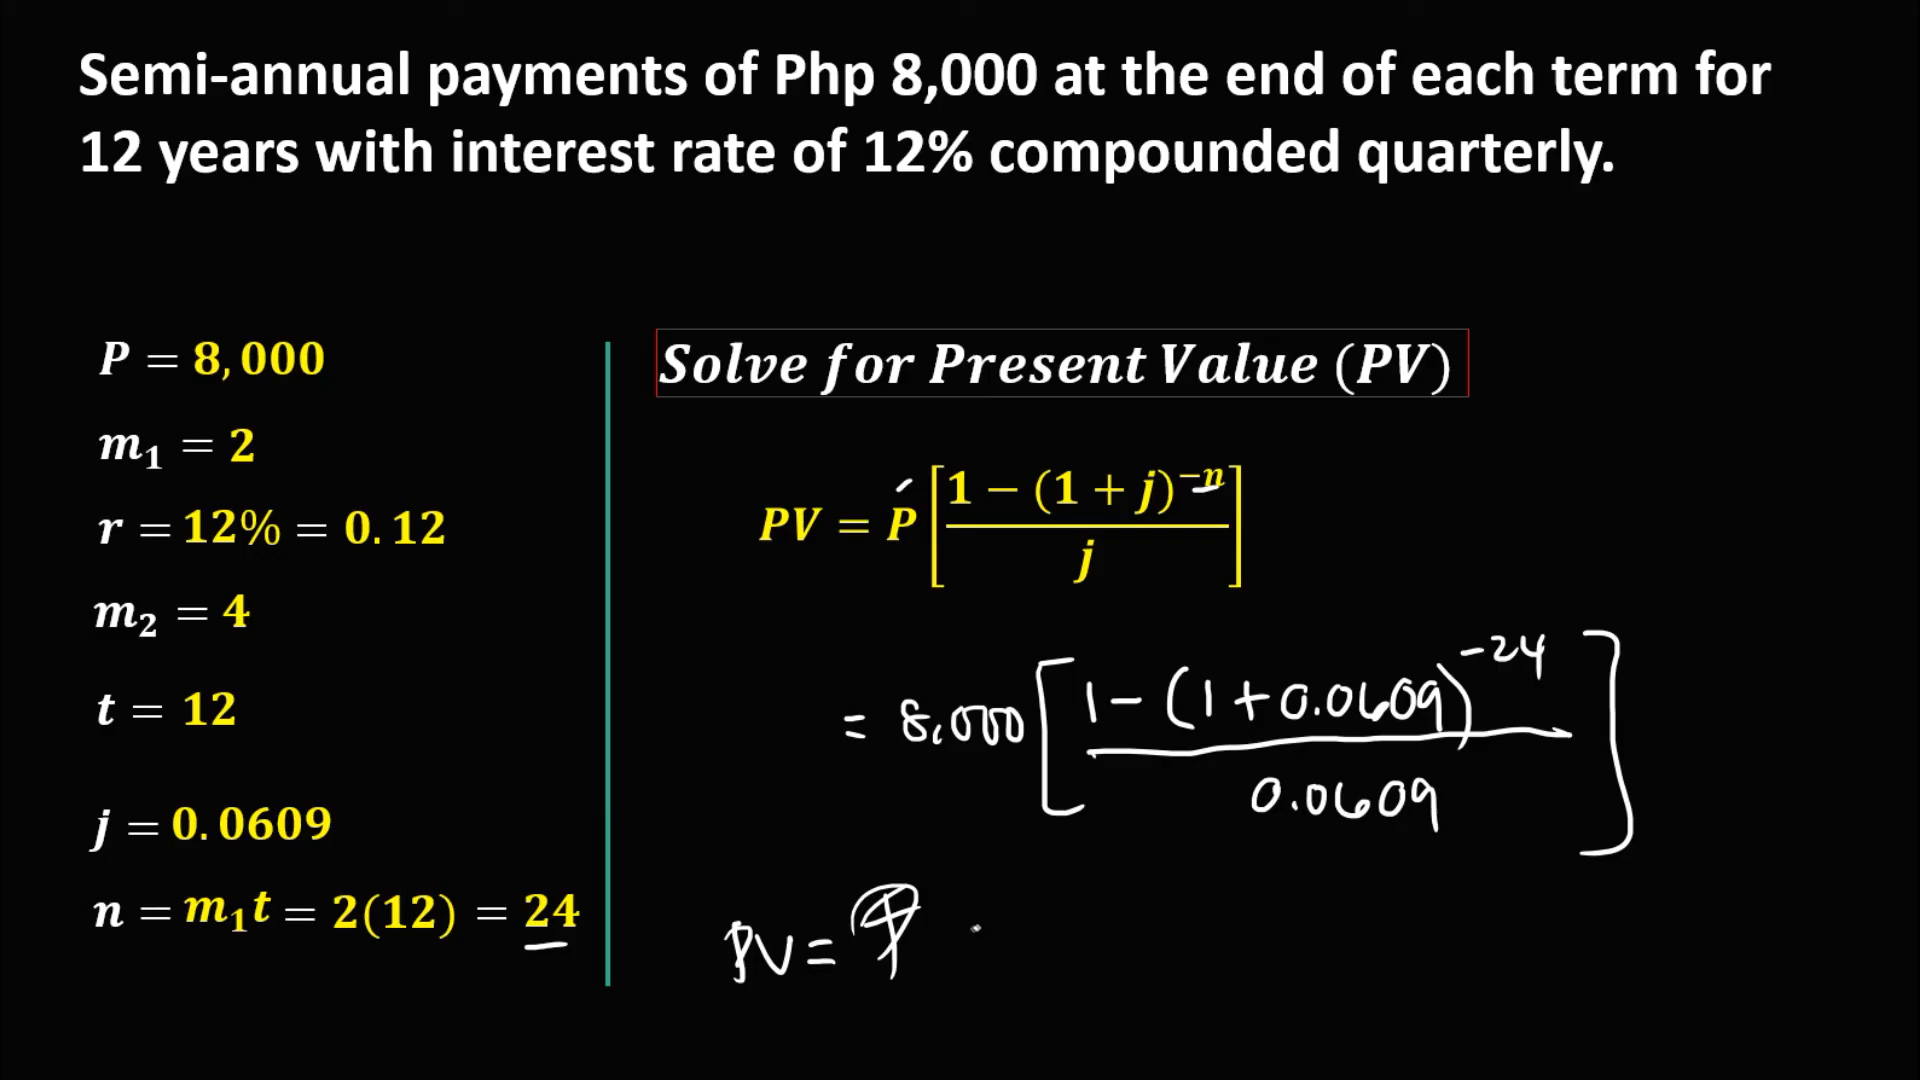 Semi-annual payments of Php 8,000 at the end of each term for
12 years with interest rate of 12% compounded quarterly.
P = 8,000
m₁ = 2
r = 12% = 0.12
m₂ = 4
t = 12
j = 0.0609
n = m₁t = 2(12) = 24
Solve for Present Value (PV)
PV = P [ 1 − (1 + j)⁻ⁿ / j ]
= 8,000 [ 1 − (1 + 0.0609)⁻²⁴ / 0.0609 ]
PV = ₱